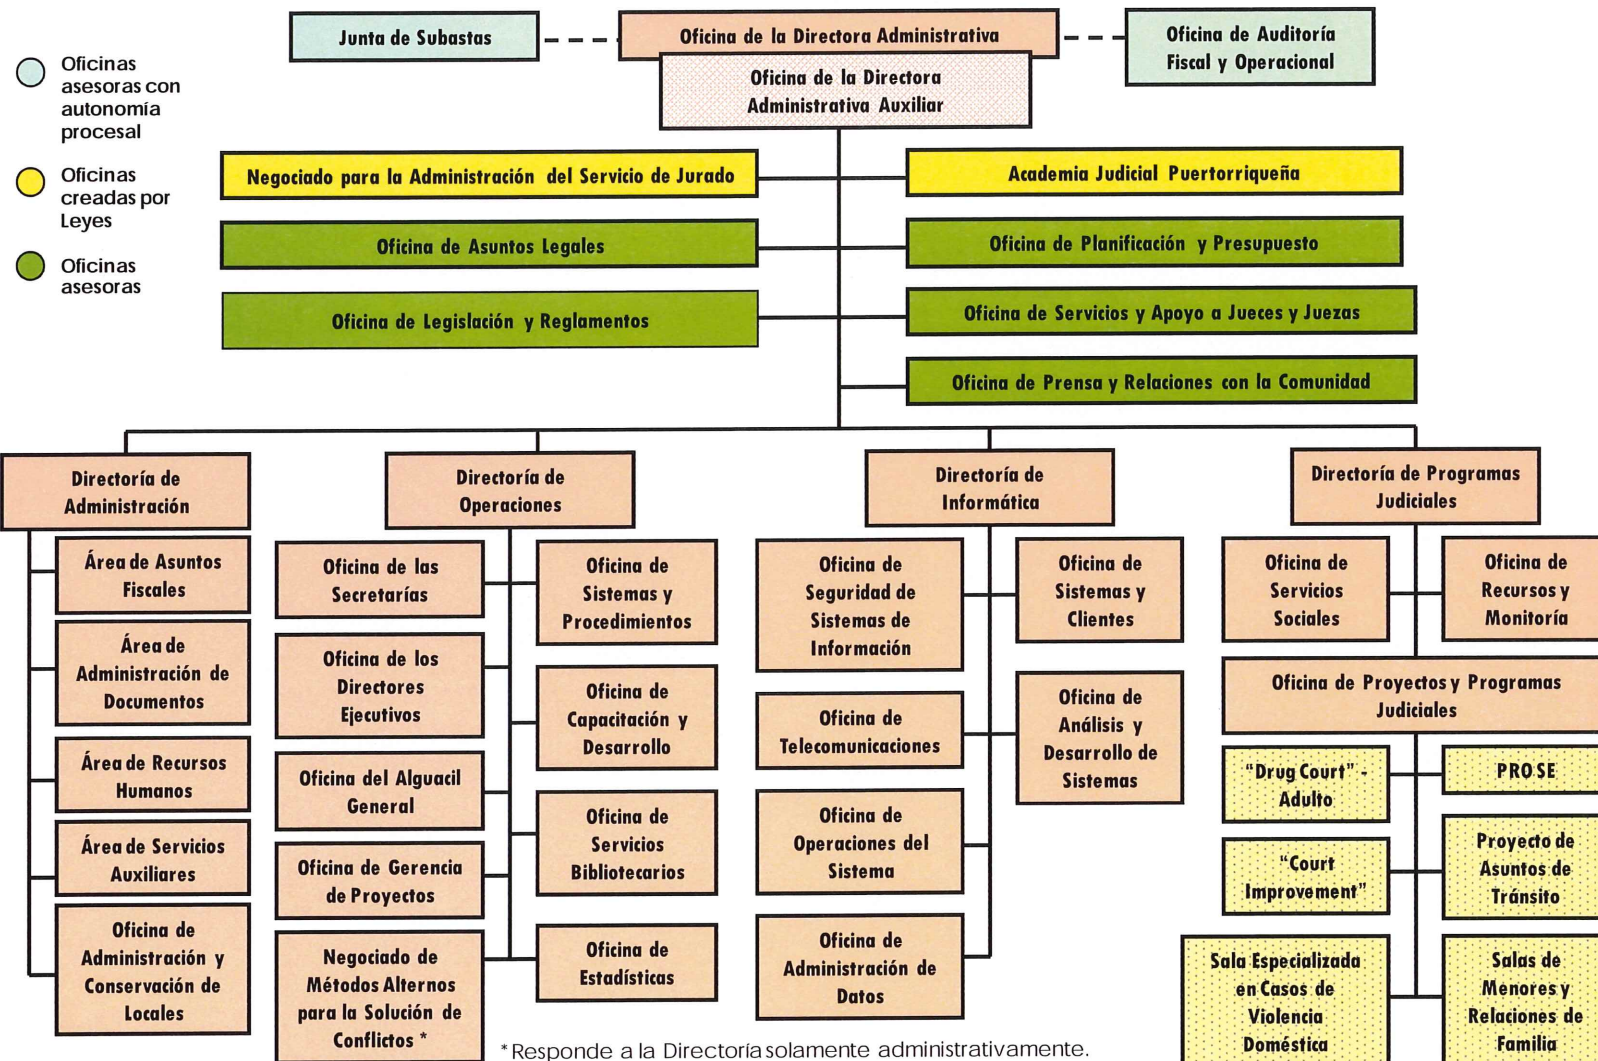 Junta de Subastas
Oficina de la Directora Administrativa
Oficina de Auditoría
Fiscal y Operacional
Oficina de la Directora
Administrativa Auxiliar
Oficinas
asesoras con
autonomía
procesal
Oficinas
creadas por
Leyes
Oficinas
asesoras
Negociado para la Administración del Servicio de Jurado
Academia Judicial Puertorriqueña
Oficina de Asuntos Legales
Oficina de Planificación y Presupuesto
Oficina de Legislación y Reglamentos
Oficina de Servicios y Apoyo a Jueces y Juezas
Oficina de Prensa y Relaciones con la Comunidad
Directoría de
Administración
Área de Asuntos
Fiscales
Área de
Administración de
Documentos
Área de Recursos
Humanos
Área de Servicios
Auxiliares
Oficina de
Administración y
Conservación de
Locales
Directoría de
Operaciones
Oficina de las
Secretarías
Oficina de los
Directores
Ejecutivos
Oficina del Alguacil
General
Oficina de Gerencia
de Proyectos
Negociado de
Métodos Alternos
para la Solución de
Conflictos *
Oficina de
Sistemas y
Procedimientos
Oficina de
Capacitación y
Desarrollo
Oficina de
Servicios
Bibliotecarios
Oficina de
Estadísticas
Directoría de
Informática
Oficina de
Seguridad de
Sistemas de
Información
Oficina de
Telecomunicaciones
Oficina de
Operaciones del
Sistema
Oficina de
Administración de
Datos
Oficina de
Sistemas y
Clientes
Oficina de
Análisis y
Desarrollo de
Sistemas
Directoría de Programas
Judiciales
Oficina de
Servicios
Sociales
Oficina de
Recursos y
Monitoría
Oficina de Proyectos y Programas
Judiciales
"Drug Court" -
Adulto
PRO SE
"Court
Improvement"
Proyecto de
Asuntos de
Tránsito
Sala Especializada
en Casos de
Violencia
Doméstica
Salas de
Menores y
Relaciones de
Familia
*Responde a la Directoría solamente administrativamente.